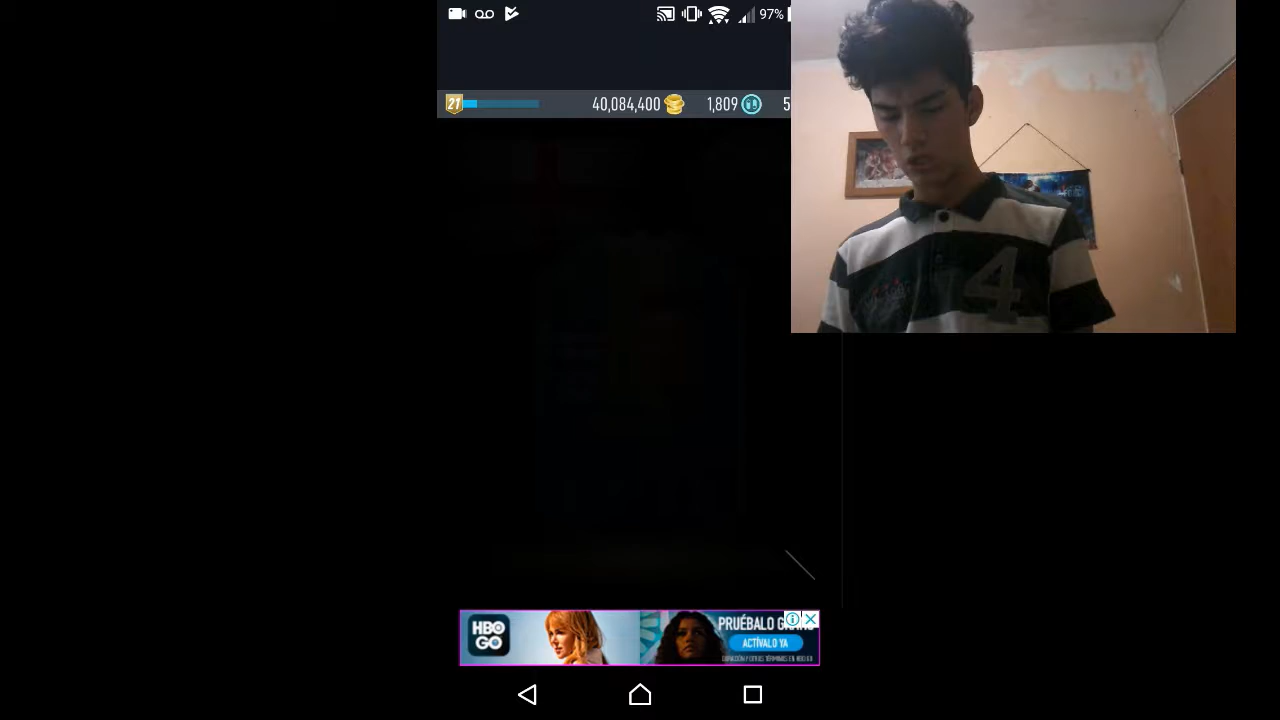 97%
21 40,084,400 1,809 5
4
HBO GO
PRUÉBALO GRATIS
ACTÍVALO YA